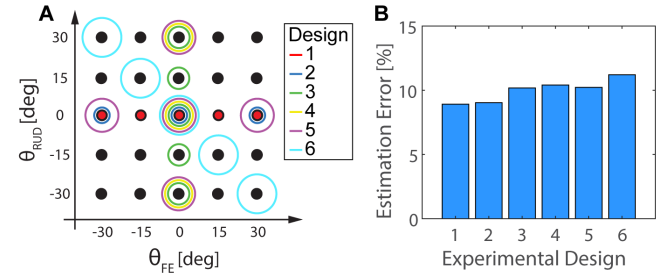 A
θRUD [deg]
30
15
0
-15
-30
-30 -15 0 15 30
θFE [deg]
Design
1
2
3
4
5
6
B
Estimation Error [%]
15
10
5
0
1 2 3 4 5 6
Experimental Design